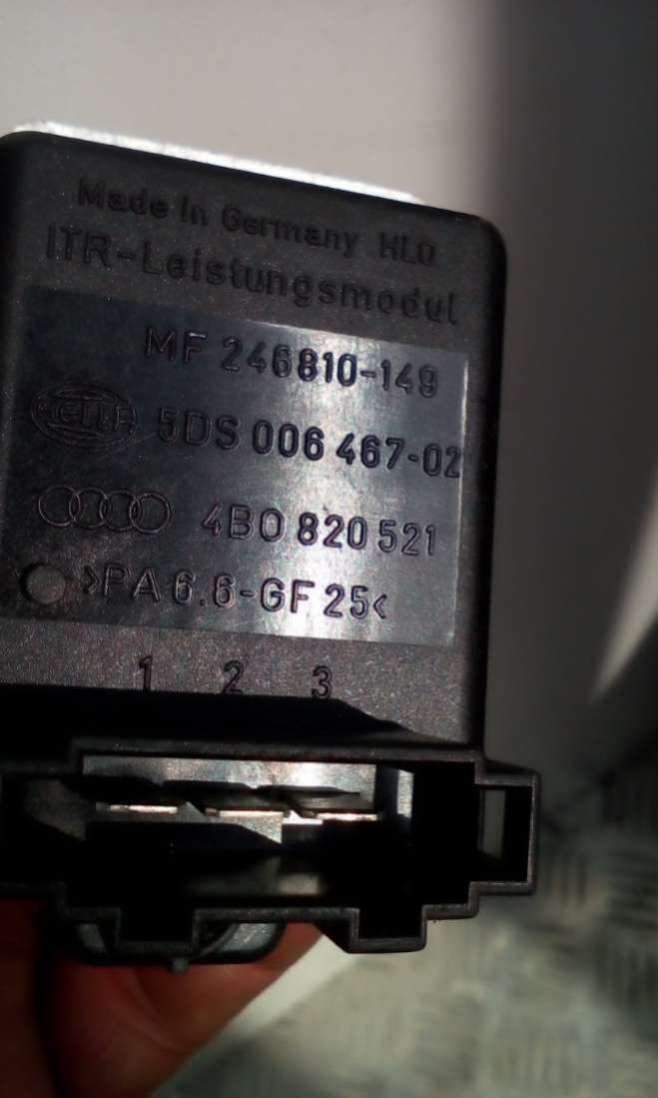 Made in Germany HLO
ITR-Leistungsmodul
MF 246810-149
HELLA 5DS 006 467-02
4B0 820 521
>PA 6.6-GF 25<
1 2 3